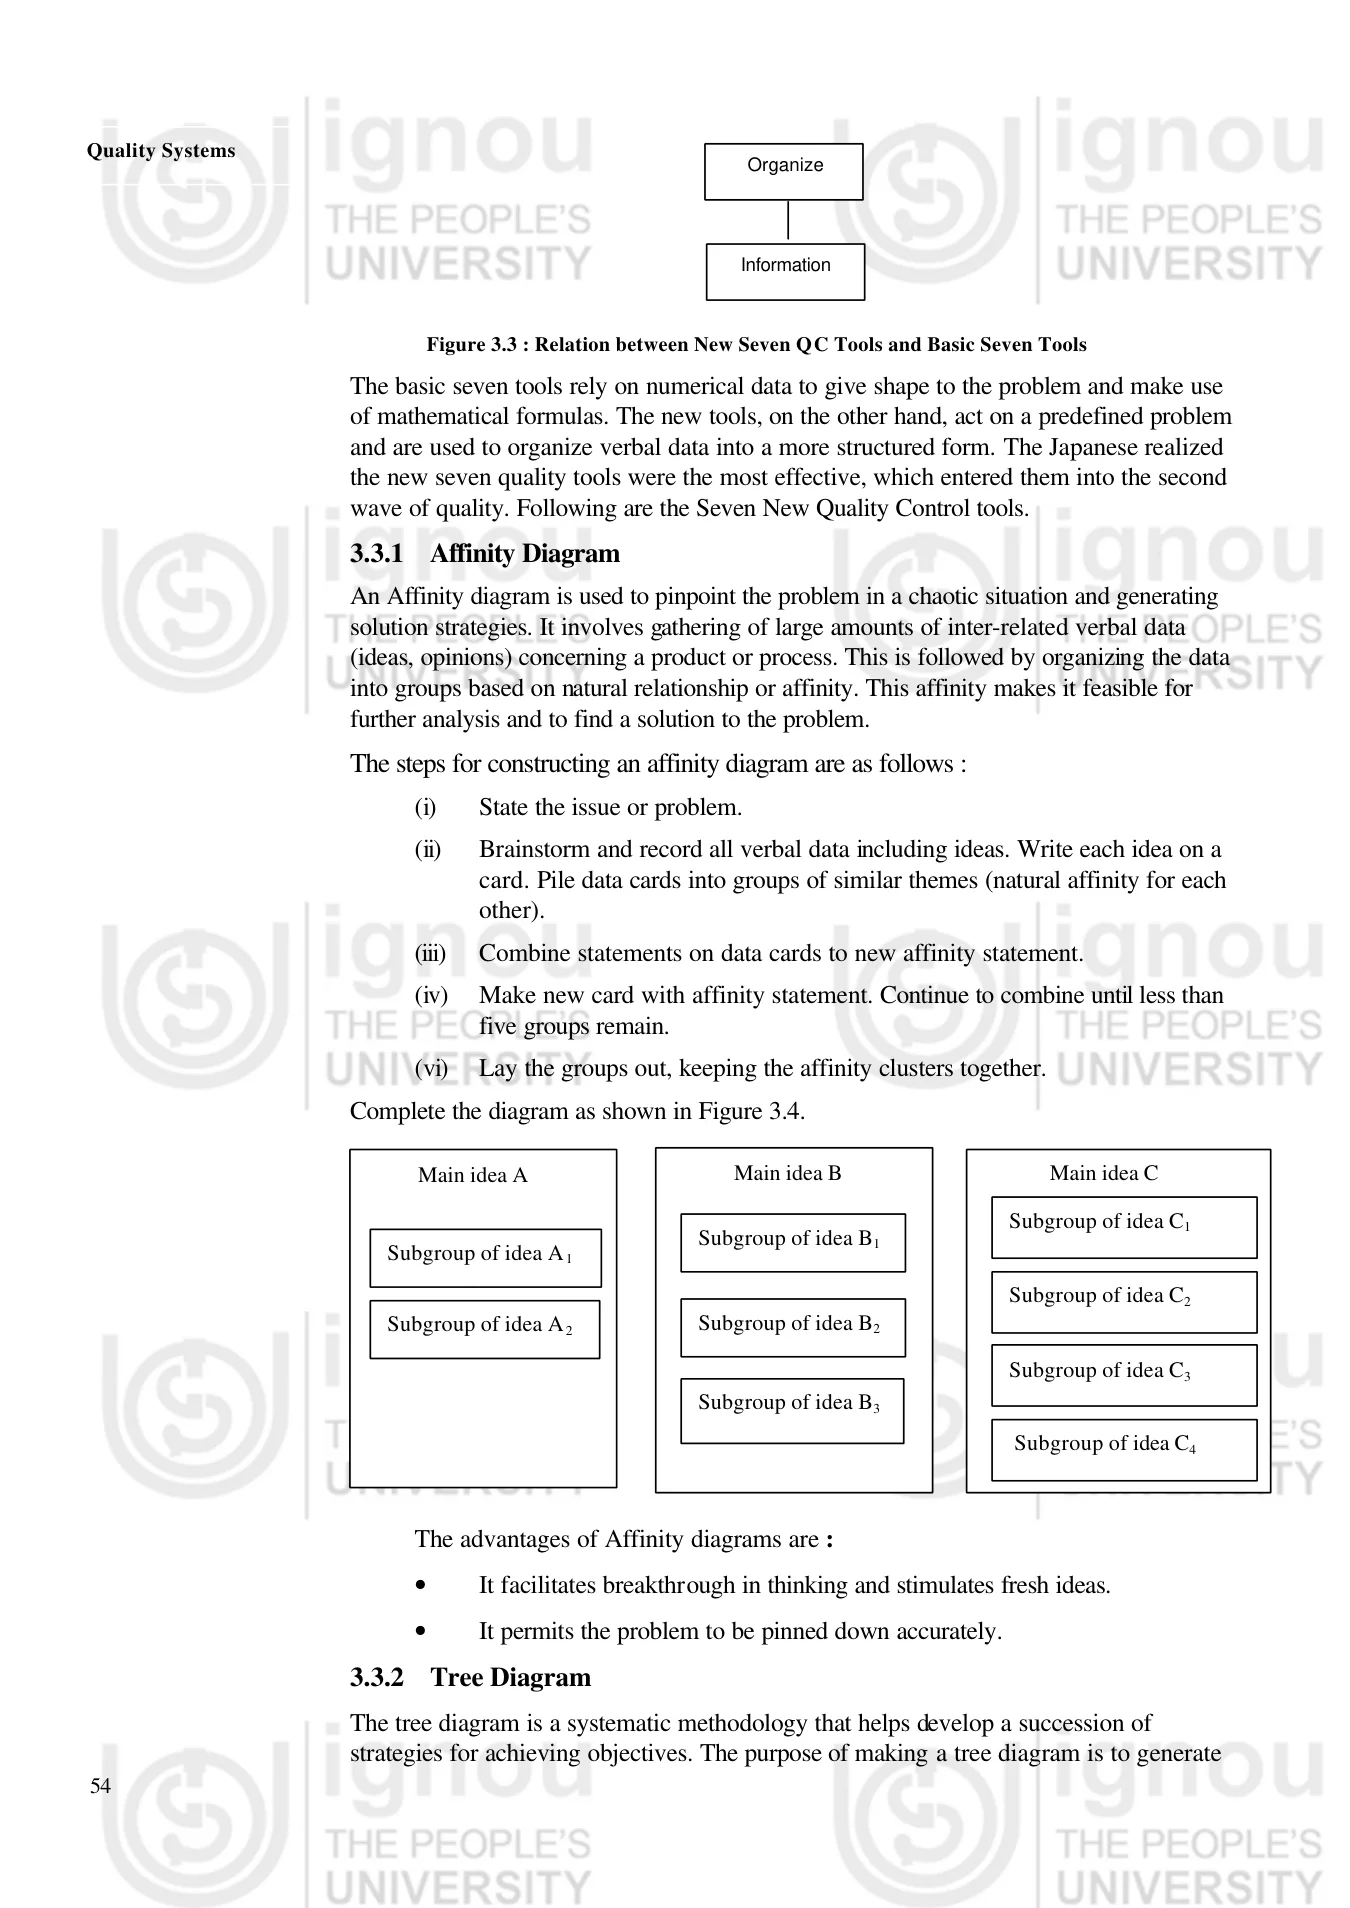 Quality Systems
Organize
Information
Figure 3.3 : Relation between New Seven QC Tools and Basic Seven Tools
The basic seven tools rely on numerical data to give shape to the problem and make use
of mathematical formulas. The new tools, on the other hand, act on a predefined problem
and are used to organize verbal data into a more structured form. The Japanese realized
the new seven quality tools were the most effective, which entered them into the second
wave of quality. Following are the Seven New Quality Control tools.
3.3.1 Affinity Diagram
An Affinity diagram is used to pinpoint the problem in a chaotic situation and generating
solution strategies. It involves gathering of large amounts of inter-related verbal data
(ideas, opinions) concerning a product or process. This is followed by organizing the data
into groups based on natural relationship or affinity. This affinity makes it feasible for
further analysis and to find a solution to the problem.
The steps for constructing an affinity diagram are as follows :
(i) State the issue or problem.
(ii) Brainstorm and record all verbal data including ideas. Write each idea on a
card. Pile data cards into groups of similar themes (natural affinity for each
other).
(iii) Combine statements on data cards to new affinity statement.
(iv) Make new card with affinity statement. Continue to combine until less than
five groups remain.
(vi) Lay the groups out, keeping the affinity clusters together.
Complete the diagram as shown in Figure 3.4.
Main idea A
Subgroup of idea A1
Subgroup of idea A2
Main idea B
Subgroup of idea B1
Subgroup of idea B2
Subgroup of idea B3
Main idea C
Subgroup of idea C1
Subgroup of idea C2
Subgroup of idea C3
Subgroup of idea C4
The advantages of Affinity diagrams are :
• It facilitates breakthrough in thinking and stimulates fresh ideas.
• It permits the problem to be pinned down accurately.
3.3.2 Tree Diagram
The tree diagram is a systematic methodology that helps develop a succession of
strategies for achieving objectives. The purpose of making a tree diagram is to generate
54
ignou
THE PEOPLE'S
UNIVERSITY